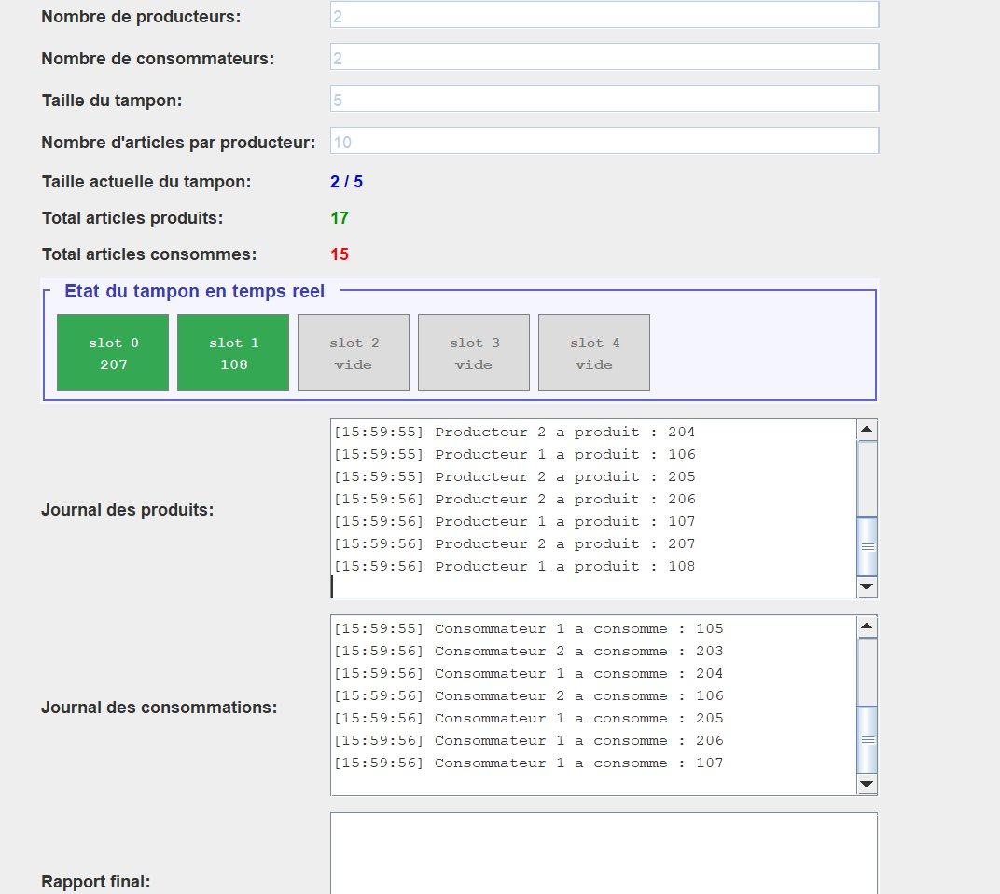 Nombre de producteurs: 2
Nombre de consommateurs: 2
Taille du tampon: 5
Nombre d'articles par producteur: 10
Taille actuelle du tampon: 2 / 5
Total articles produits: 17
Total articles consommes: 15
Etat du tampon en temps reel
slot 0 slot 1 slot 2 slot 3 slot 4
207 108 vide vide vide
Journal des produits:
[15:59:55] Producteur 2 a produit : 204
[15:59:55] Producteur 1 a produit : 106
[15:59:55] Producteur 2 a produit : 205
[15:59:56] Producteur 2 a produit : 206
[15:59:56] Producteur 1 a produit : 107
[15:59:56] Producteur 2 a produit : 207
[15:59:56] Producteur 1 a produit : 108
Journal des consommations:
[15:59:55] Consommateur 1 a consomme : 105
[15:59:56] Consommateur 2 a consomme : 203
[15:59:56] Consommateur 1 a consomme : 204
[15:59:56] Consommateur 2 a consomme : 106
[15:59:56] Consommateur 1 a consomme : 205
[15:59:56] Consommateur 1 a consomme : 206
[15:59:56] Consommateur 1 a consomme : 107
Rapport final: